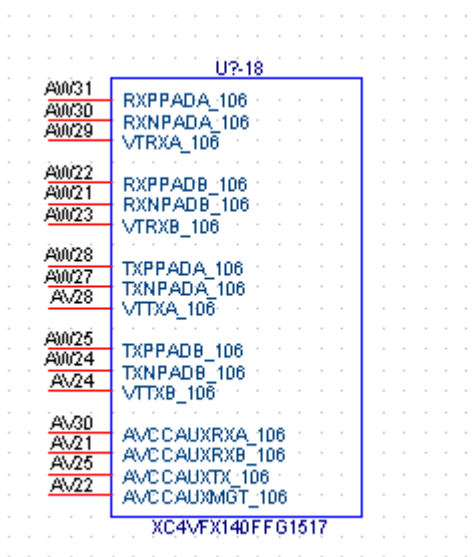 U?-18
AW31 RXPPADA_106
AW30 RXNPADA_106
AW29 VTRXA_106
AW22 RXPPADB_106
AW21 RXNPADB_106
AW23 VTRXB_106
AW28 TXPPADA_106
AW27 TXNPADA_106
AV28 VTTXA_106
AW25 TXPPADB_106
AW24 TXNPADB_106
AV24 VTTXB_106
AV30 AVCCAUXRXA_106
AV21 AVCCAUXRXB_106
AV25 AVCCAUXTX_106
AV22 AVCCAUXMGT_106
XC4VFX140FFG1517